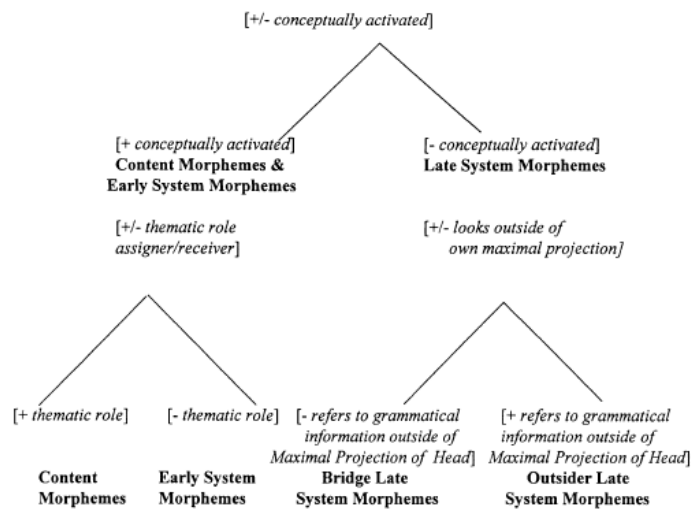 [+/- conceptually activated]
[+ conceptually activated]
Content Morphemes &
Early System Morphemes
[- conceptually activated]
Late System Morphemes
[+/- thematic role
assigner/receiver]
[+/- looks outside of
own maximal projection]
[+ thematic role]
Content
Morphemes
[- thematic role]
Early System
Morphemes
[- refers to grammatical
information outside of
Maximal Projection of Head]
Bridge Late
System Morphemes
[+ refers to grammatical
information outside of
Maximal Projection of Head]
Outsider Late
System Morphemes